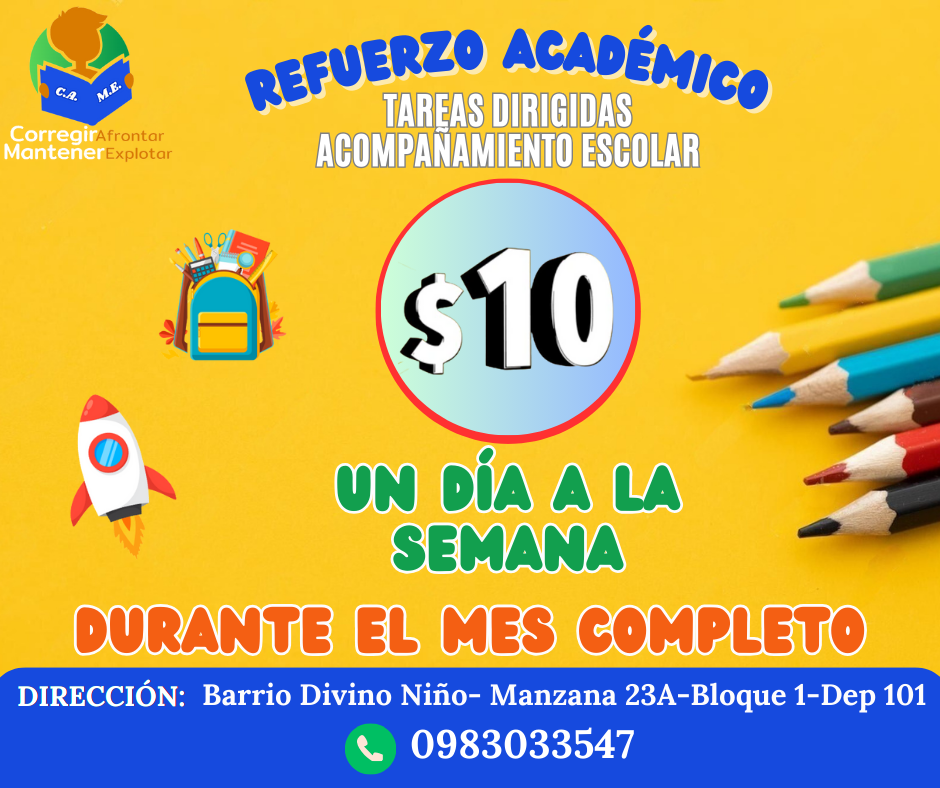 C.A. M.E.
Corregir Afrontar
Mantener Explotar
REFUERZO ACADÉMICO
TAREAS DIRIGIDAS
ACOMPAÑAMIENTO ESCOLAR
$10
UN DÍA A LA
SEMANA
DURANTE EL MES COMPLETO
DIRECCIÓN: Barrio Divino Niño- Manzana 23A-Bloque 1-Dep 101
0983033547